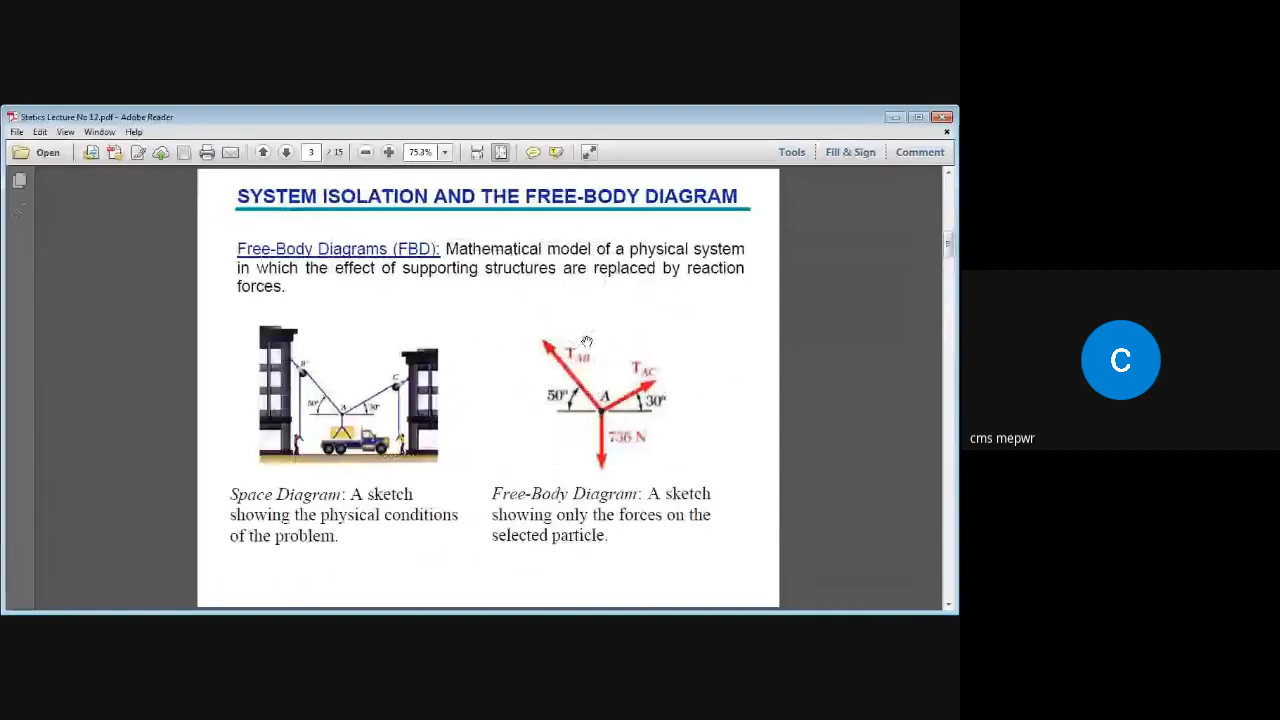 Statics Lecture No 12.pdf - Adobe Reader
File Edit View Window Help
Open 3 / 15 75.3% Tools Fill & Sign Comment
SYSTEM ISOLATION AND THE FREE-BODY DIAGRAM
Free-Body Diagrams (FBD): Mathematical model of a physical system
in which the effect of supporting structures are replaced by reaction
forces.
B
C
50°
A
30°
T_AB
T_AC
50°
A
30°
736 N
Space Diagram: A sketch
showing the physical conditions
of the problem.
Free-Body Diagram: A sketch
showing only the forces on the
selected particle.
C
cms mepwr